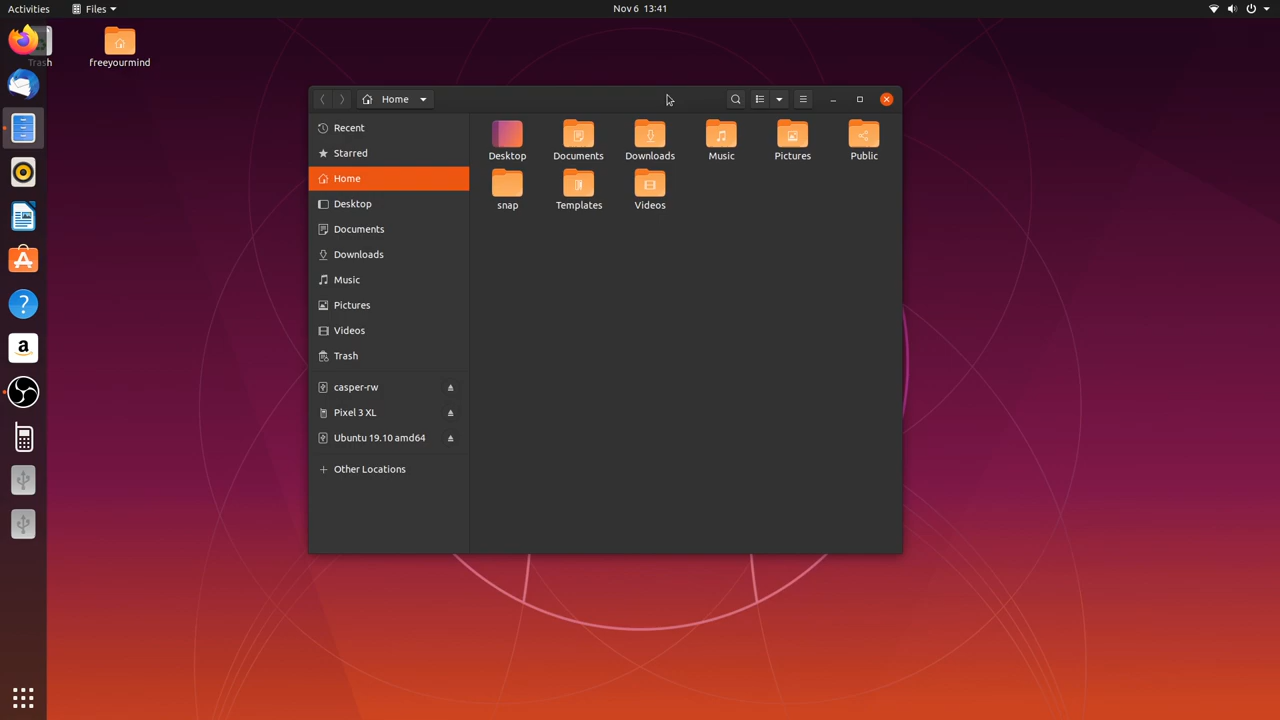 Activities
Files
Nov 6 13:41
Trash
freeyourmind
Home
Recent
Starred
Home
Desktop
Documents
Downloads
Music
Pictures
Videos
Trash
casper-rw
Pixel 3 XL
Ubuntu 19.10 amd64
Other Locations
Desktop
Documents
Downloads
Music
Pictures
Public
snap
Templates
Videos